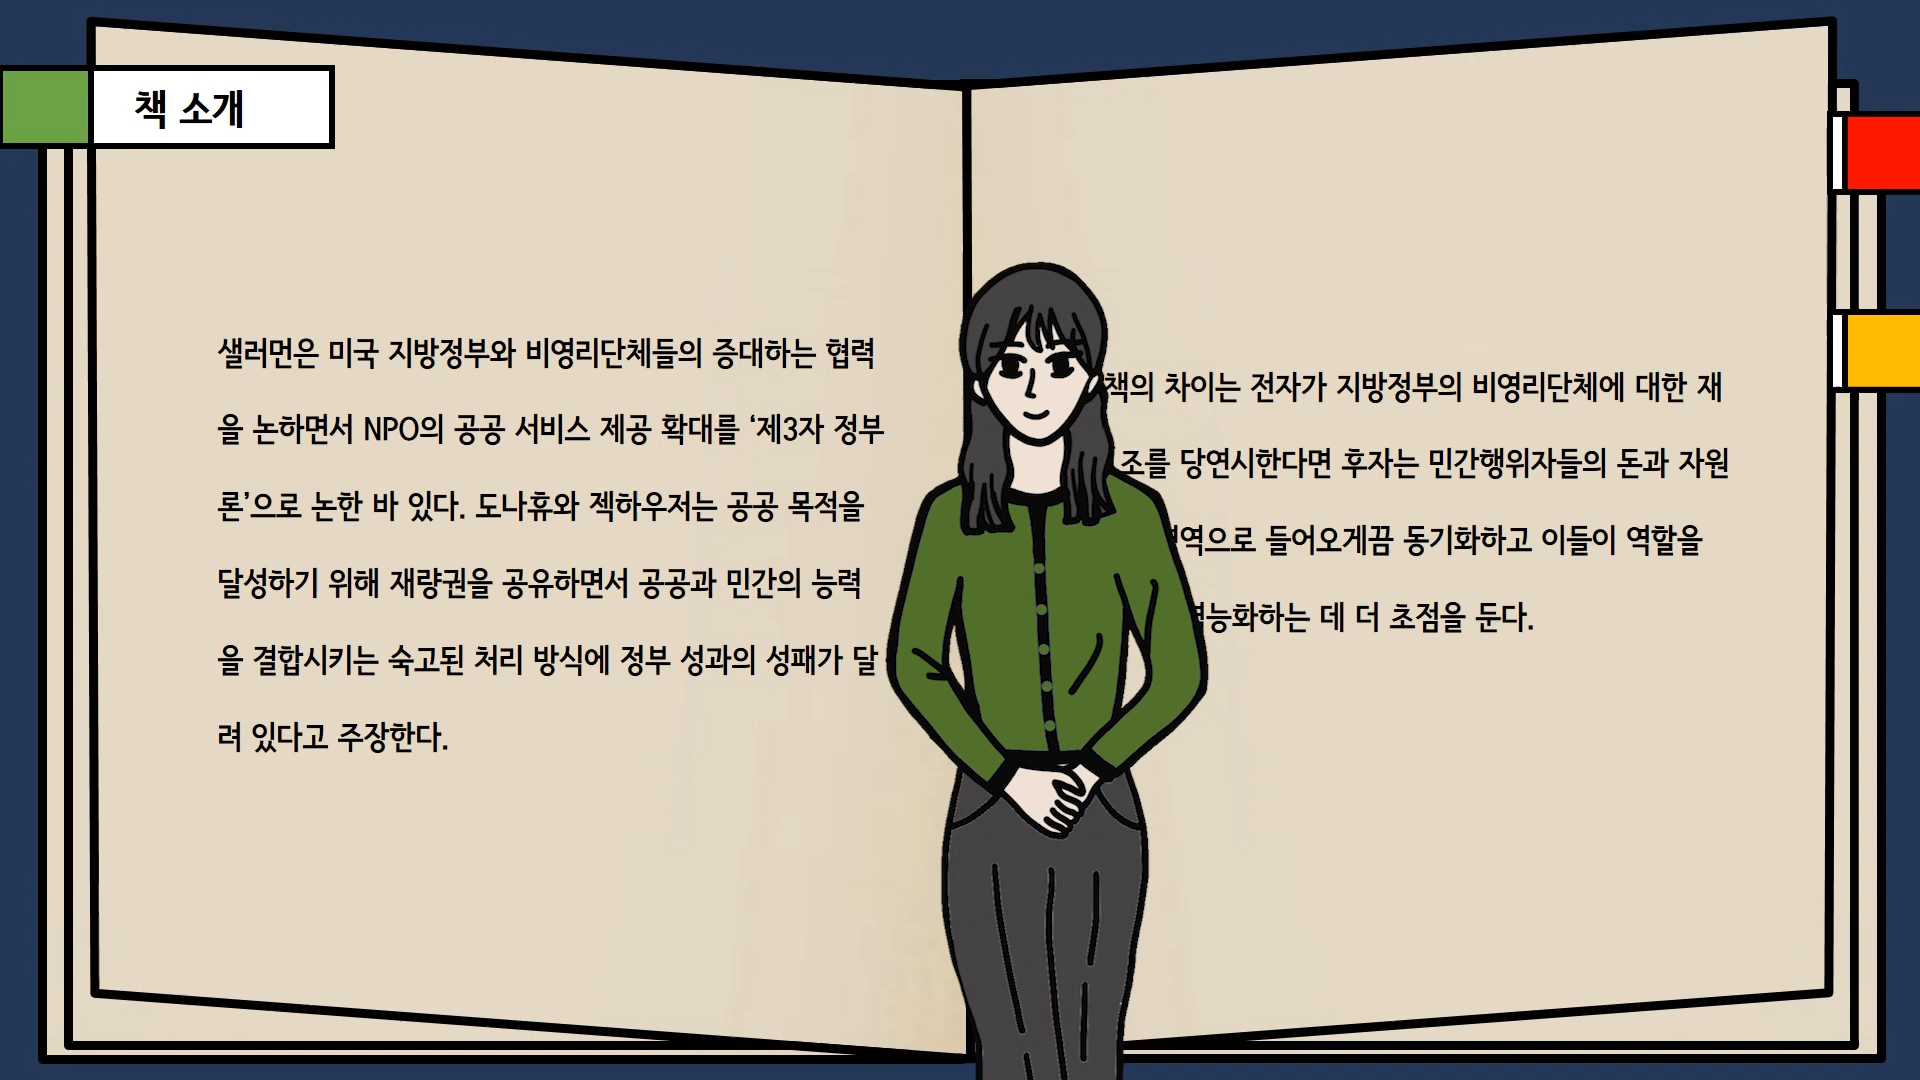 책 소개
샐러먼은 미국 지방정부와 비영리단체들의 증대하는 협력
을 논하면서 NPO의 공공 서비스 제공 확대를 ‘제3자 정부
론’으로 논한 바 있다. 도나휴와 젝하우저는 공공 목적을
달성하기 위해 재량권을 공유하면서 공공과 민간의 능력
을 결합시키는 숙고된 처리 방식에 정부 성과의 성패가 달
려 있다고 주장한다.
책의 차이는 전자가 지방정부의 비영리단체에 대한 재
조를 당연시한다면 후자는 민간행위자들의 돈과 자원
역으로 들어오게끔 동기화하고 이들이 역할을
능화하는 데 더 초점을 둔다.